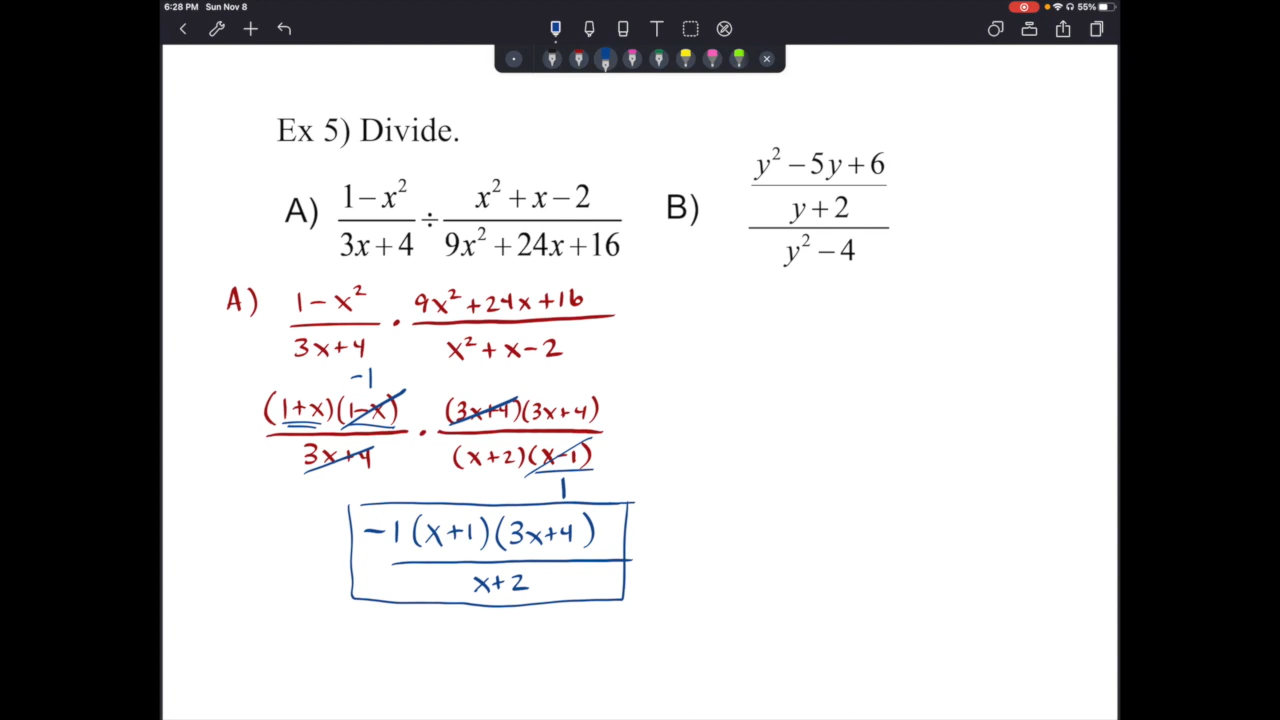 6:28 PM Sun Nov 8
55%
T
Ex 5) Divide.
A) (1 − x²)/(3x + 4) ÷ (x² + x − 2)/(9x² + 24x + 16)
B) ((y² − 5y + 6)/(y + 2))/(y² − 4)
A) (1 − x²)/(3x + 4) · (9x² + 24x + 16)/(x² + x − 2)
−1
(1+x)(1−x)/(3x+4) · (3x+4)(3x+4)/((x+2)(x−1))
1
−1(x+1)(3x+4)
x+2